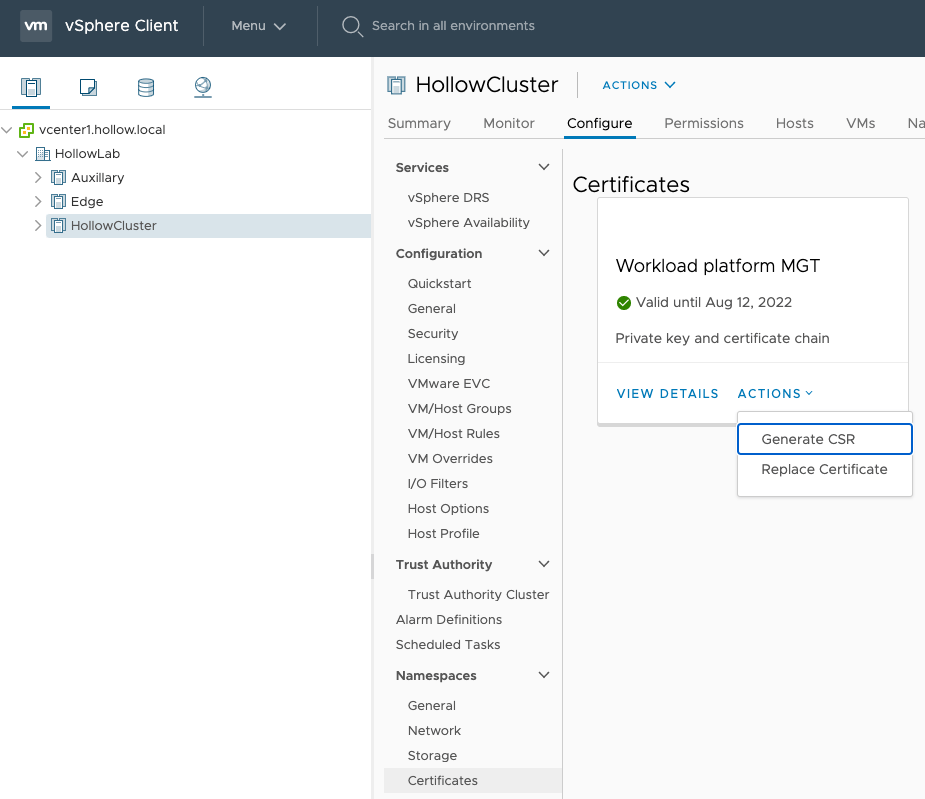 vm vSphere Client Menu Search in all environments
vcenter1.hollow.local
HollowLab
Auxillary
Edge
HollowCluster
HollowCluster ACTIONS
Summary Monitor Configure Permissions Hosts VMs Na
Services
vSphere DRS
vSphere Availability
Configuration
Quickstart
General
Security
Licensing
VMware EVC
VM/Host Groups
VM/Host Rules
VM Overrides
I/O Filters
Host Options
Host Profile
Trust Authority
Trust Authority Cluster
Alarm Definitions
Scheduled Tasks
Namespaces
General
Network
Storage
Certificates
Certificates
Workload platform MGT
Valid until Aug 12, 2022
Private key and certificate chain
VIEW DETAILS ACTIONS
Generate CSR
Replace Certificate